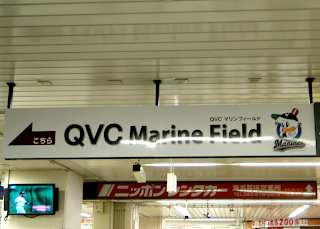 QVC マリンフィールド
こちら
QVC Marine Field
Marines
ニッポンレンタカー
200